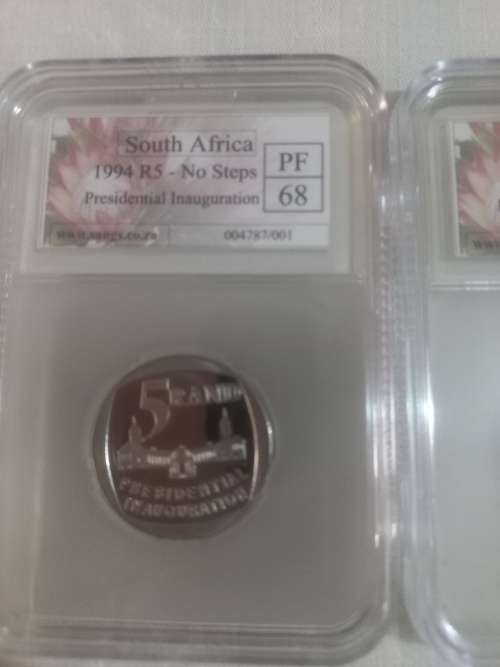 South Africa
1994 R5 - No Steps
Presidential Inauguration
PF
68
www.sangs.co.za
004787/001
5 RAND
PRESIDENTIAL
INAUGURATION
www